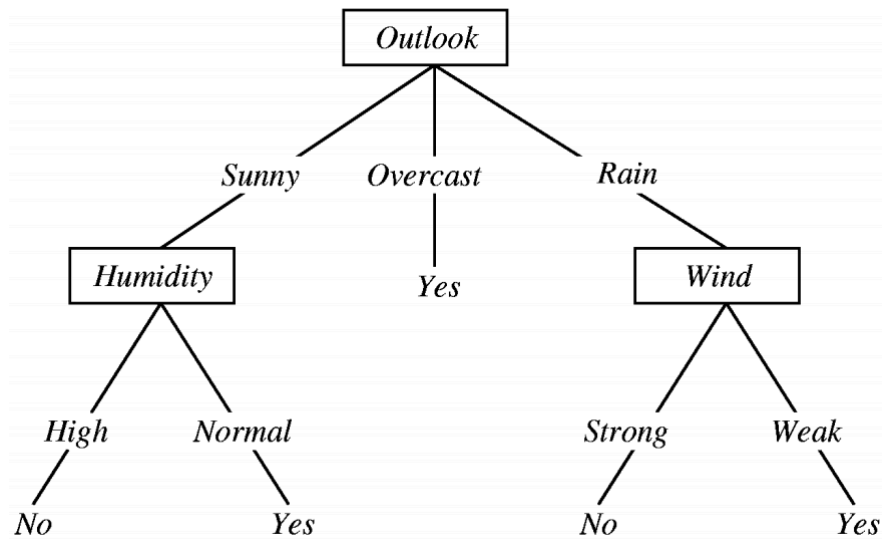 Outlook
Sunny Overcast Rain
Humidity Yes Wind
High Normal Strong Weak
No Yes No Yes